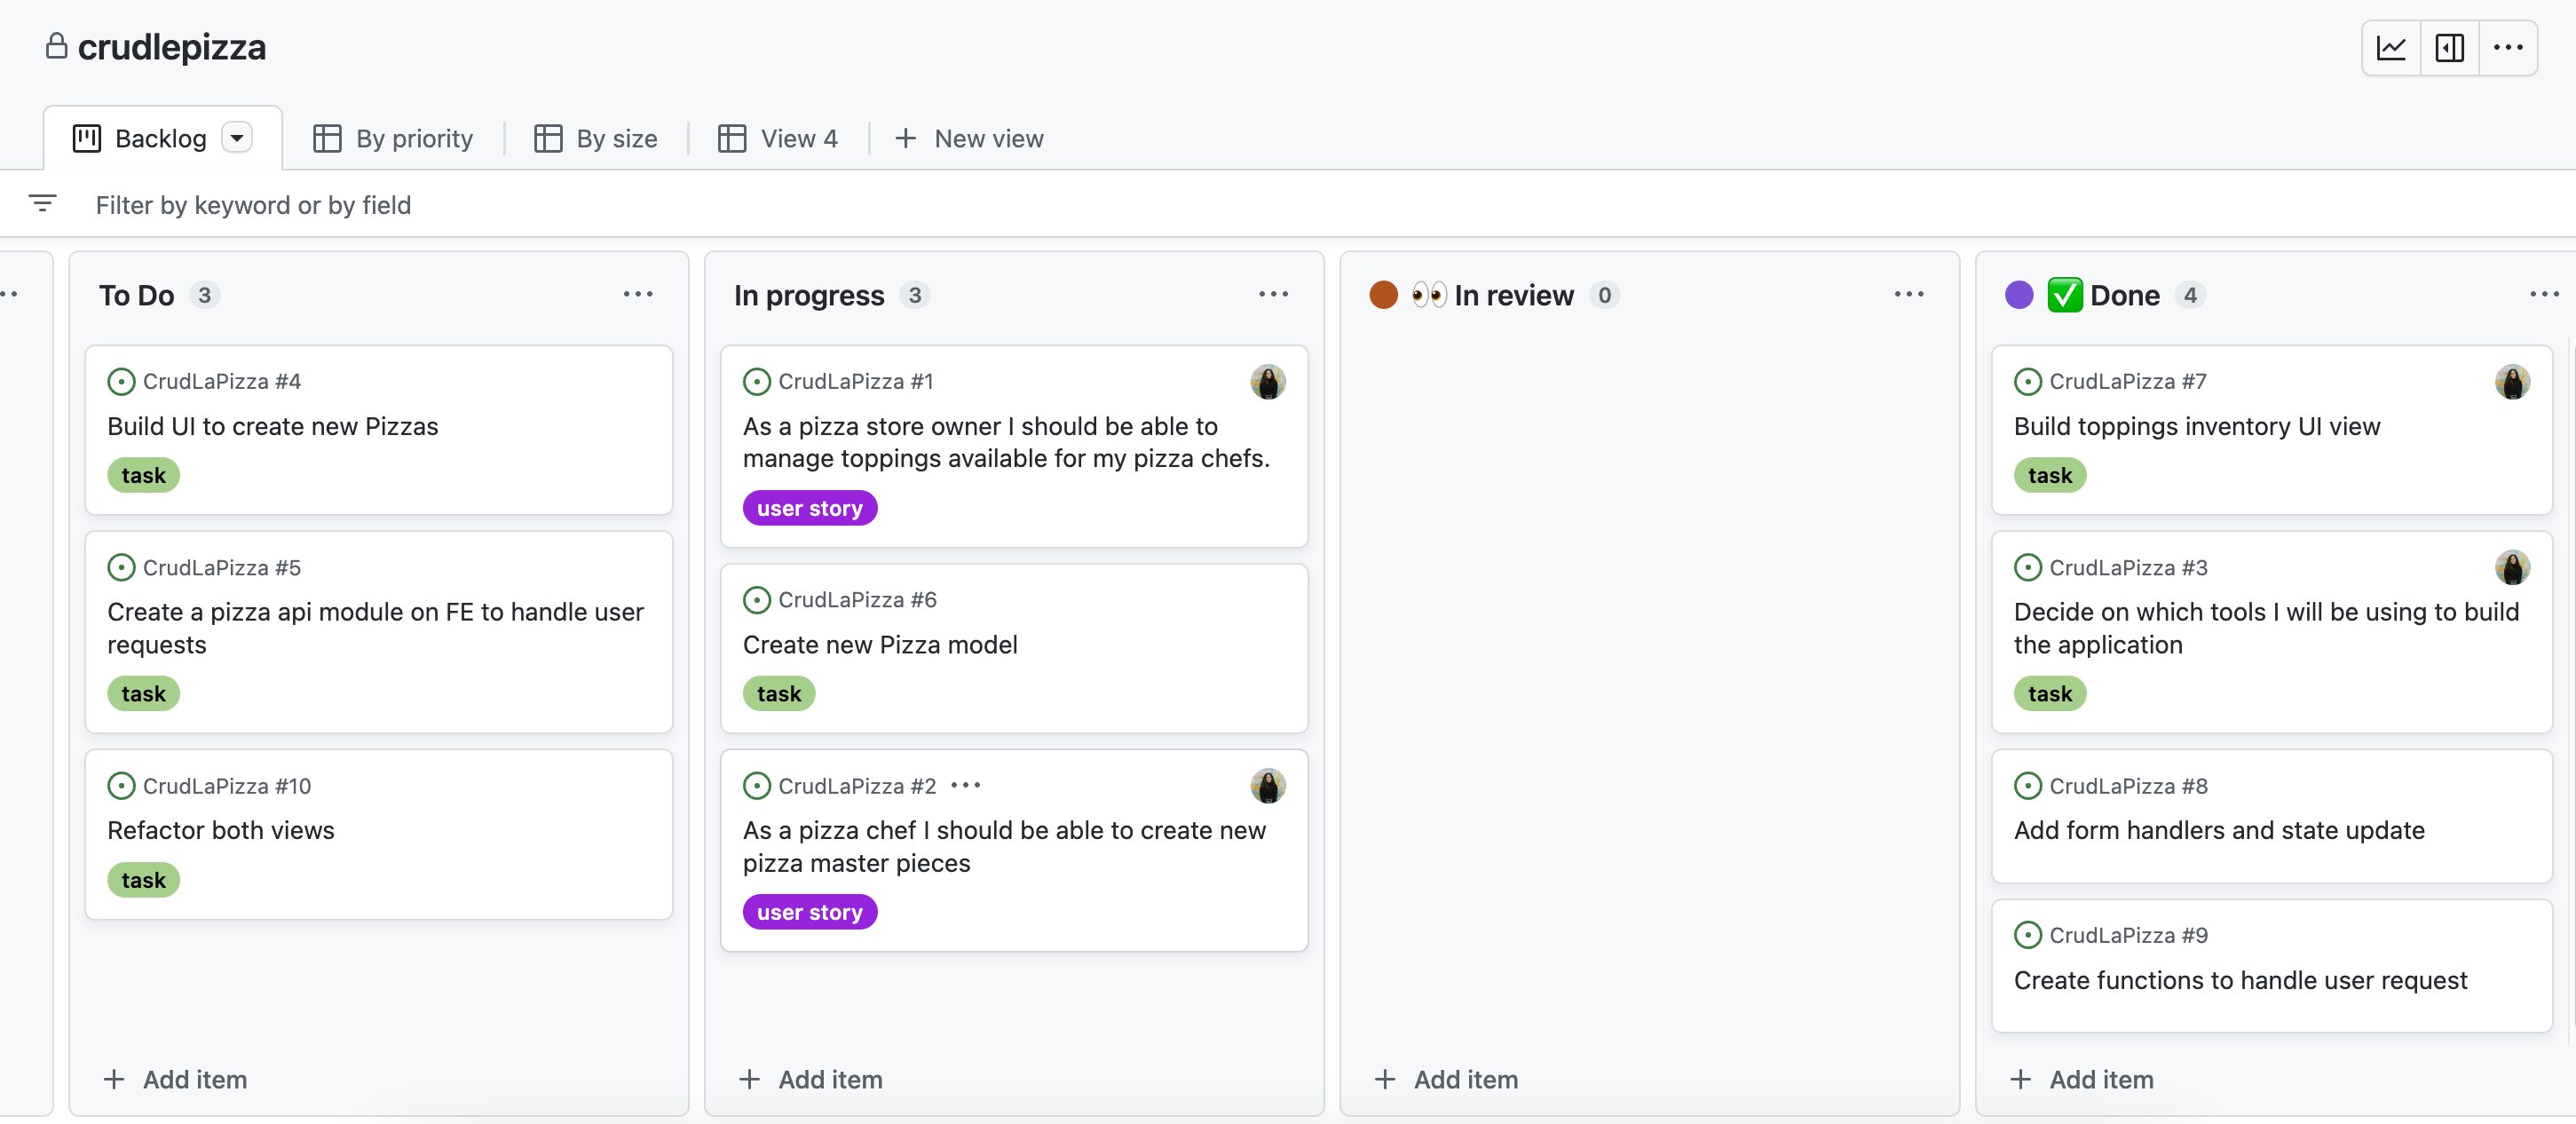 crudlepizza
Backlog
By priority
By size
View 4
New view
Filter by keyword or by field
To Do 3
CrudLaPizza #4
Build UI to create new Pizzas
task
CrudLaPizza #5
Create a pizza api module on FE to handle user
requests
task
CrudLaPizza #10
Refactor both views
task
Add item
In progress 3
CrudLaPizza #1
As a pizza store owner I should be able to
manage toppings available for my pizza chefs.
user story
CrudLaPizza #6
Create new Pizza model
task
CrudLaPizza #2
As a pizza chef I should be able to create new
pizza master pieces
user story
Add item
In review 0
Add item
Done 4
CrudLaPizza #7
Build toppings inventory UI view
task
CrudLaPizza #3
Decide on which tools I will be using to build
the application
task
CrudLaPizza #8
Add form handlers and state update
CrudLaPizza #9
Create functions to handle user request
Add item